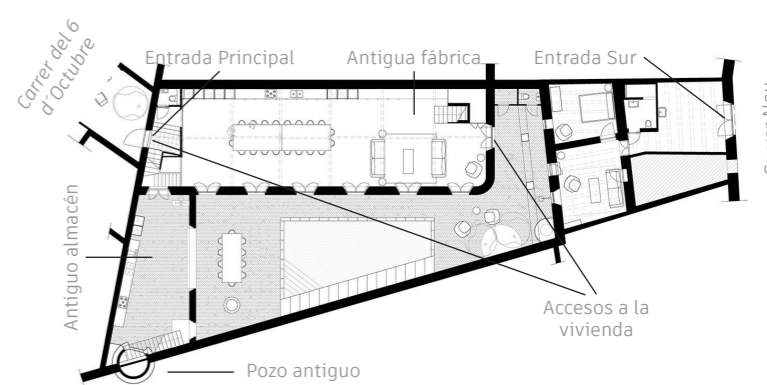 Carrer del 6
d´Octubre
Entrada Principal
Antigua fábrica
Entrada Sur
Antiguo almacén
Accesos a la
vivienda
Pozo antiguo